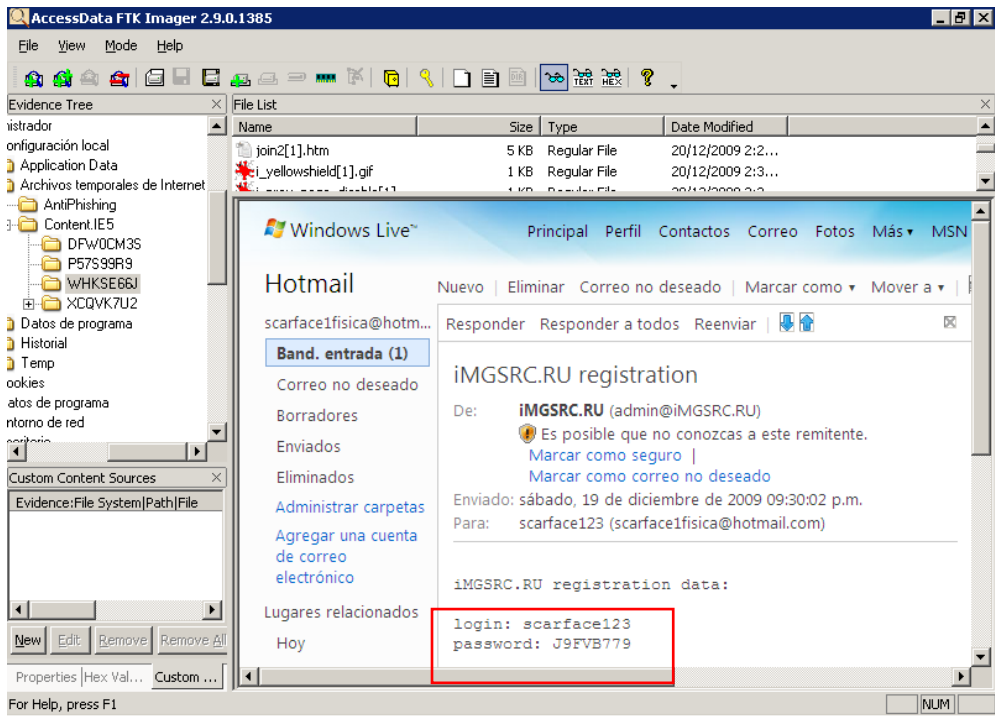 AccessData FTK Imager 2.9.0.1385
File View Mode Help
Evidence Tree
nistrador
onfiguración local
Application Data
Archivos temporales de Internet
AntiPhishing
Content.IE5
DFW0CM3S
P57S99R9
WHKSE66J
XCQVK7U2
Datos de programa
Historial
Temp
ookies
atos de programa
ntorno de red
Custom Content Sources
Evidence:File System|Path|File
New Edit Remove Remove All
Properties Hex Val... Custom ...
File List
Name Size Type Date Modified
join2[1].htm 5 KB Regular File 20/12/2009 2:2...
i_yellowshield[1].gif 1 KB Regular File 20/12/2009 2:3...
Windows Live™ Principal Perfil Contactos Correo Fotos Más MSN
Hotmail Nuevo | Eliminar Correo no deseado | Marcar como Mover a |
scarface1fisica@hotm...
Band. entrada (1)
Correo no deseado
Borradores
Enviados
Eliminados
Administrar carpetas
Agregar una cuenta
de correo
electrónico
Lugares relacionados
Hoy
Responder Responder a todos Reenviar |
iMGSRC.RU registration
De: iMGSRC.RU (admin@iMGSRC.RU)
Es posible que no conozcas a este remitente.
Marcar como seguro |
Marcar como correo no deseado
Enviado: sábado, 19 de diciembre de 2009 09:30:02 p.m.
Para: scarface123 (scarface1fisica@hotmail.com)
iMGSRC.RU registration data:
login: scarface123
password: J9FVB779
For Help, press F1
NUM